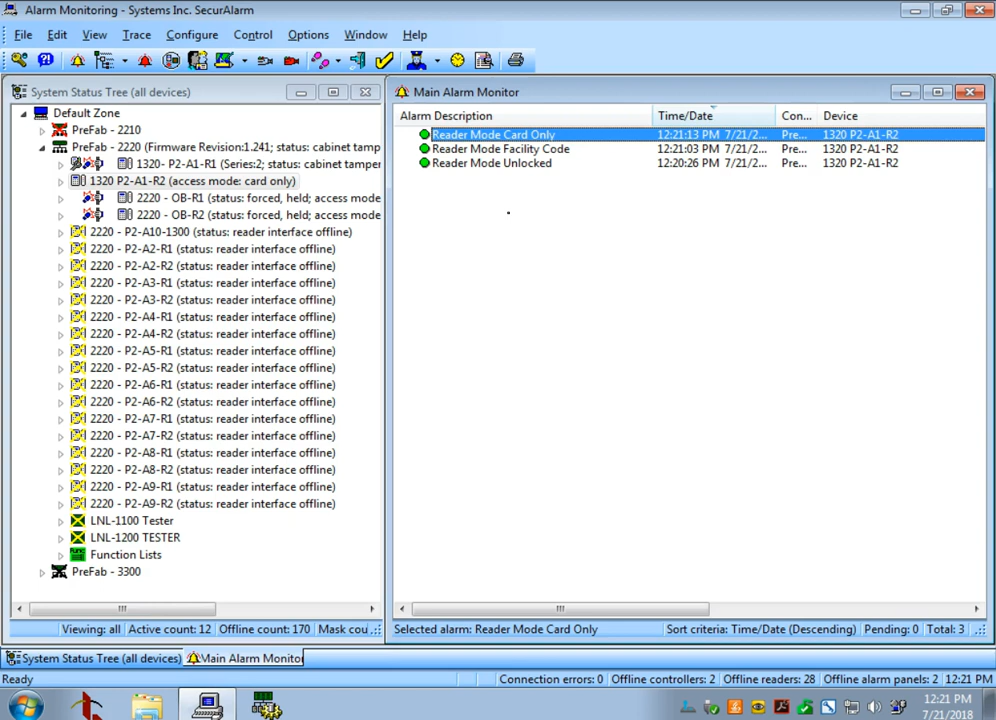 Alarm Monitoring - Systems Inc. SecurAlarm
File Edit View Trace Configure Control Options Window Help
System Status Tree (all devices)
Default Zone
PreFab - 2210
PreFab - 2220 (Firmware Revision:1.241; status: cabinet tamp
1320- P2-A1-R1 (Series:2; status: cabinet tamper
1320 P2-A1-R2 (access mode: card only)
2220 - OB-R1 (status: forced, held; access mode
2220 - OB-R2 (status: forced, held; access mode
2220 - P2-A10-1300 (status: reader interface offline)
2220 - P2-A2-R1 (status: reader interface offline)
2220 - P2-A2-R2 (status: reader interface offline)
2220 - P2-A3-R1 (status: reader interface offline)
2220 - P2-A3-R2 (status: reader interface offline)
2220 - P2-A4-R1 (status: reader interface offline)
2220 - P2-A4-R2 (status: reader interface offline)
2220 - P2-A5-R1 (status: reader interface offline)
2220 - P2-A5-R2 (status: reader interface offline)
2220 - P2-A6-R1 (status: reader interface offline)
2220 - P2-A6-R2 (status: reader interface offline)
2220 - P2-A7-R1 (status: reader interface offline)
2220 - P2-A7-R2 (status: reader interface offline)
2220 - P2-A8-R1 (status: reader interface offline)
2220 - P2-A8-R2 (status: reader interface offline)
2220 - P2-A9-R1 (status: reader interface offline)
2220 - P2-A9-R2 (status: reader interface offline)
LNL-1100 Tester
LNL-1200 TESTER
Function Lists
PreFab - 3300
Viewing: all Active count: 12 Offline count: 170 Mask cou
Main Alarm Monitor
Alarm Description Time/Date Con... Device
Reader Mode Card Only 12:21:13 PM 7/21/2... Pre... 1320 P2-A1-R2
Reader Mode Facility Code 12:21:03 PM 7/21/2... Pre... 1320 P2-A1-R2
Reader Mode Unlocked 12:20:26 PM 7/21/2... Pre... 1320 P2-A1-R2
Selected alarm: Reader Mode Card Only Sort criteria: Time/Date (Descending) Pending: 0 Total: 3
System Status Tree (all devices) Main Alarm Monitor
Ready Connection errors: 0 Offline controllers: 2 Offline readers: 28 Offline alarm panels: 2 12:21 PM
12:21 PM
7/21/2018